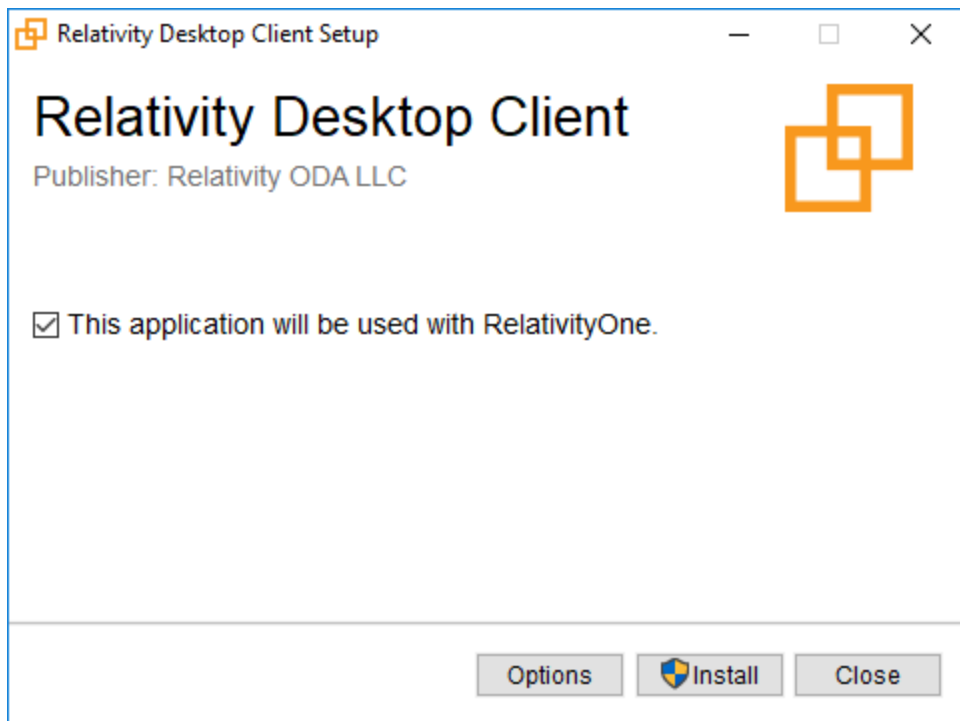 Relativity Desktop Client Setup
Relativity Desktop Client
Publisher: Relativity ODA LLC
This application will be used with RelativityOne.
Options Install Close